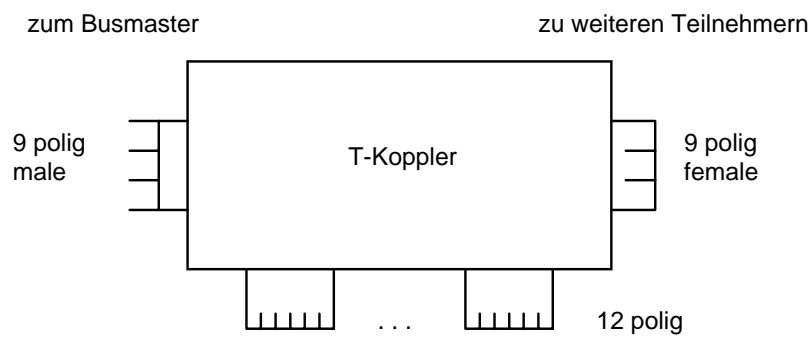 zum Busmaster
zu weiteren Teilnehmern
9 polig
male
T-Koppler
9 polig
female
. . .
12 polig